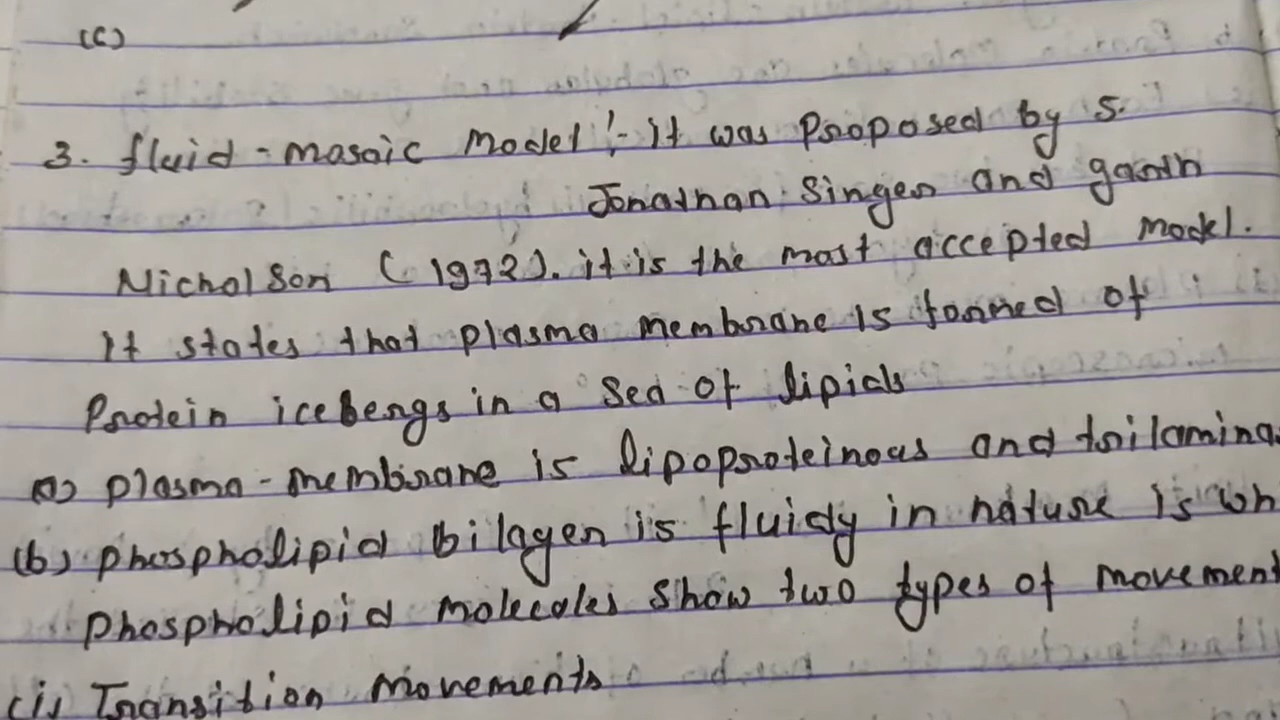 (c)
3. fluid-mosaic Model :- it was Proposed by S.
Jonathan Singer and garth
Nicholson (1972). it is the most accepted model.
It states that plasma membrane is formed of
Protein icebergs in a sea of lipids
(a) plasma-membrane is lipoproteinous and trilamina
(b) phospholipid bilayer is fluidy in nature is wh
phospholipid molecules show two types of movement
(i) Transition movements